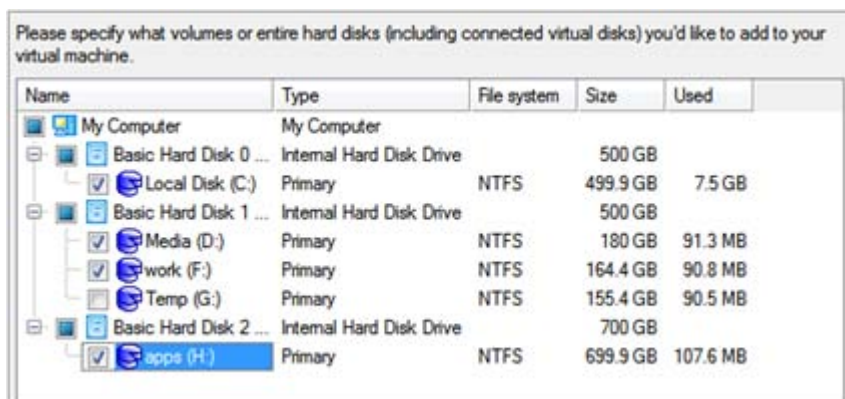 Please specify what volumes or entire hard disks (including connected virtual disks) you'd like to add to your
virtual machine.
Name Type File system Size Used
My Computer My Computer
Basic Hard Disk 0 ... Internal Hard Disk Drive 500 GB
Local Disk (C:) Primary NTFS 499.9 GB 7.5 GB
Basic Hard Disk 1 ... Internal Hard Disk Drive 500 GB
Media (D:) Primary NTFS 180 GB 91.3 MB
work (F:) Primary NTFS 164.4 GB 90.8 MB
Temp (G:) Primary NTFS 155.4 GB 90.5 MB
Basic Hard Disk 2 ... Internal Hard Disk Drive 700 GB
apps (H:) Primary NTFS 699.9 GB 107.6 MB